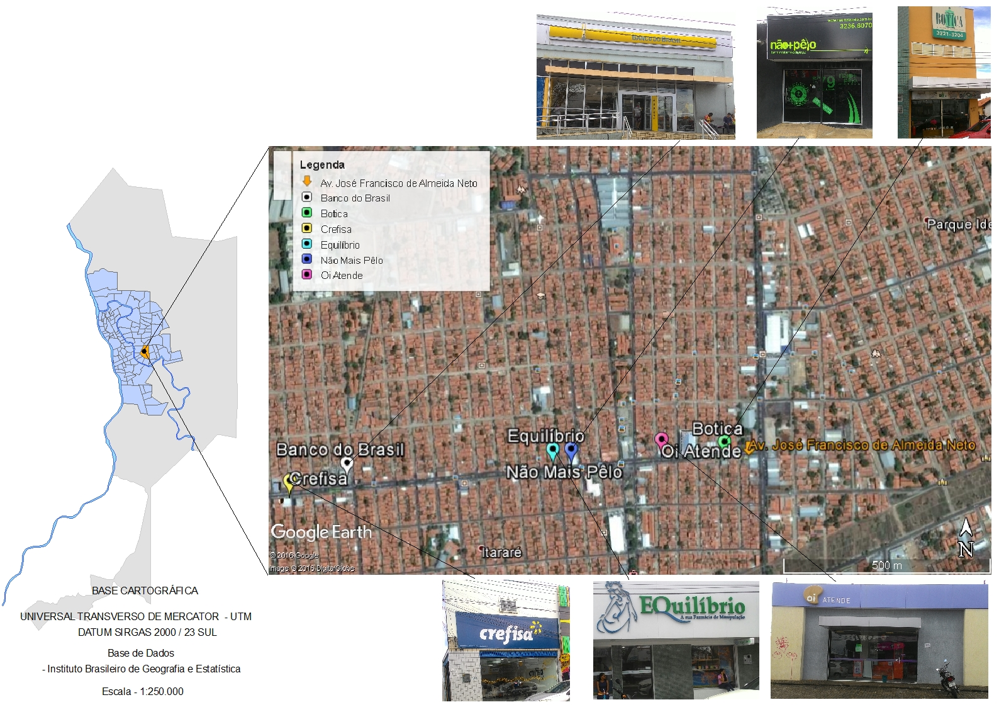 BANCO DO BRASIL
3236.6070
não+pêlo
BOTICA
3221-3204
Legenda
Av. José Francisco de Almeida Neto
Banco do Brasil
Botica
Crefisa
Equilíbrio
Não Mais Pêlo
Oi Atende
Parque Ide
Equilíbrio
Botica
Banco do Brasil
Oi Atende
Av. José Francisco de Almeida Neto
Não Mais Pêlo
Crefisa
Google Earth
Itararé
© 2016 Google
Image © 2016 DigitalGlobe
N
500 m
BASE CARTOGRÁFICA
UNIVERSAL TRANSVERSO DE MERCATOR - UTM
DATUM SIRGAS 2000 / 23 SUL
Base de Dados
- Instituto Brasileiro de Geografia e Estatística
Escala - 1:250.000
crefisa
crefisa
EQuilíbrio
A sua Farmácia de Manipulação
oi ATENDE